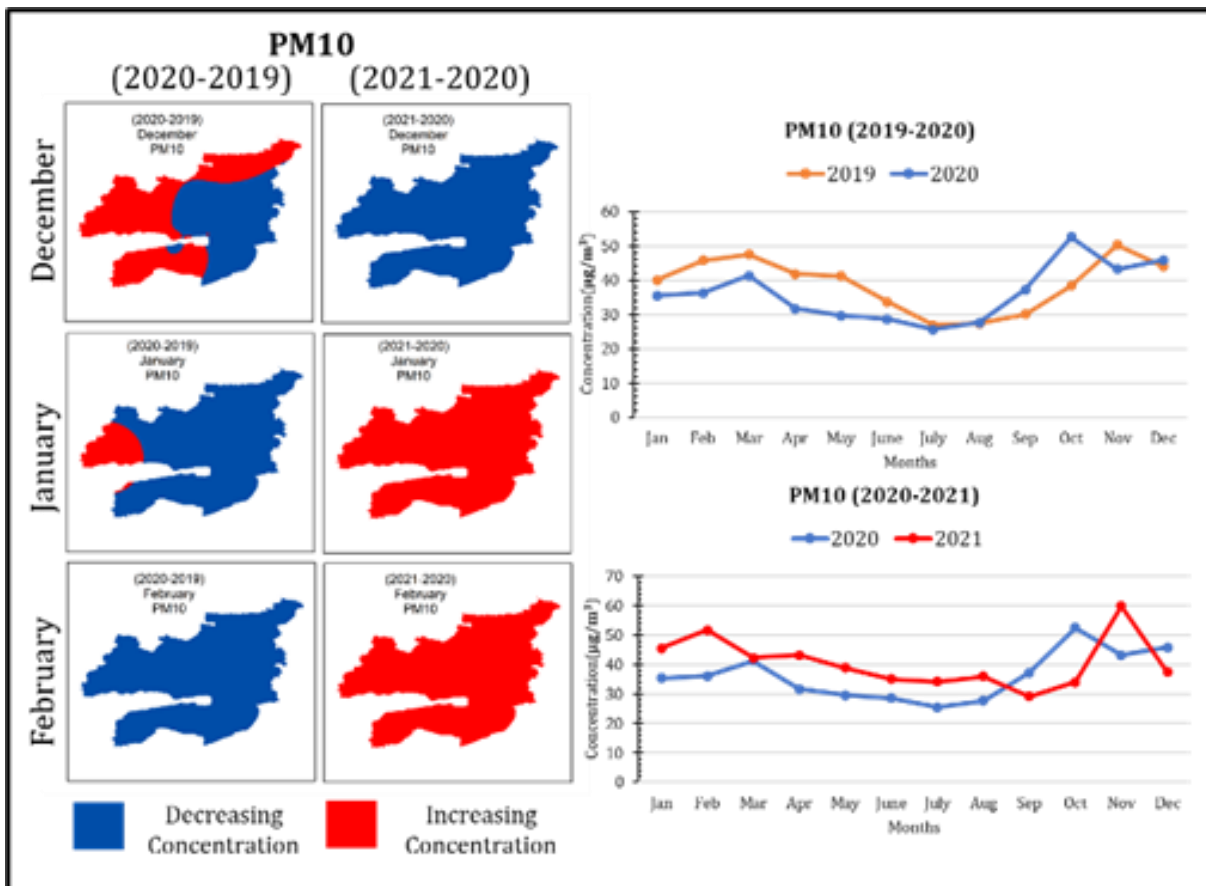 PM10
(2020-2019) (2021-2020)
December
(2020-2019)
December
PM10
(2021-2020)
December
PM10
January
(2020-2019)
January
PM10
(2021-2020)
January
PM10
February
(2020-2019)
February
PM10
(2021-2020)
February
PM10
Decreasing
Concentration
Increasing
Concentration
PM10 (2019-2020)
2019 2020
Concentration(µg/m³)
60
50
40
30
20
10
0
Jan Feb Mar Apr May June July Aug Sep Oct Nov Dec
Months
PM10 (2020-2021)
2020 2021
Concentration(µg/m³)
70
60
50
40
30
20
10
0
Jan Feb Mar Apr May June July Aug Sep Oct Nov Dec
Months